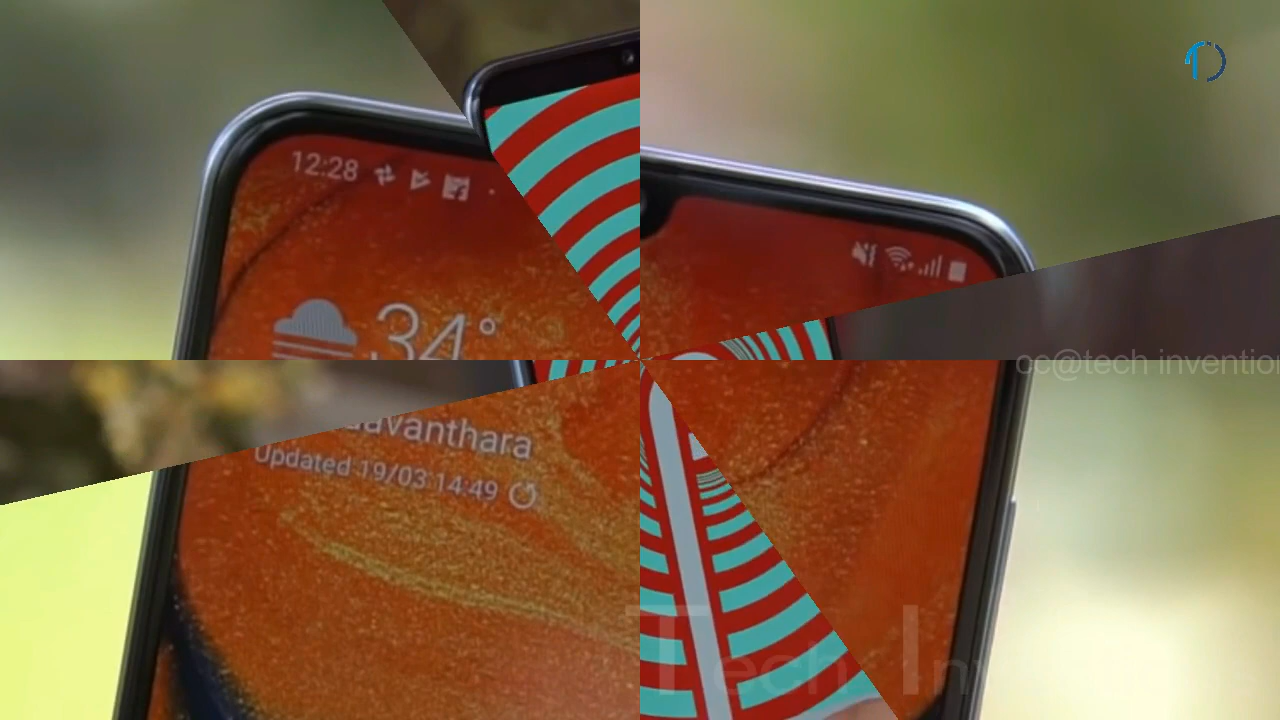 12:28
34°
cc@tech invention
avanthara
Updated 19/03 14:49
Tech In